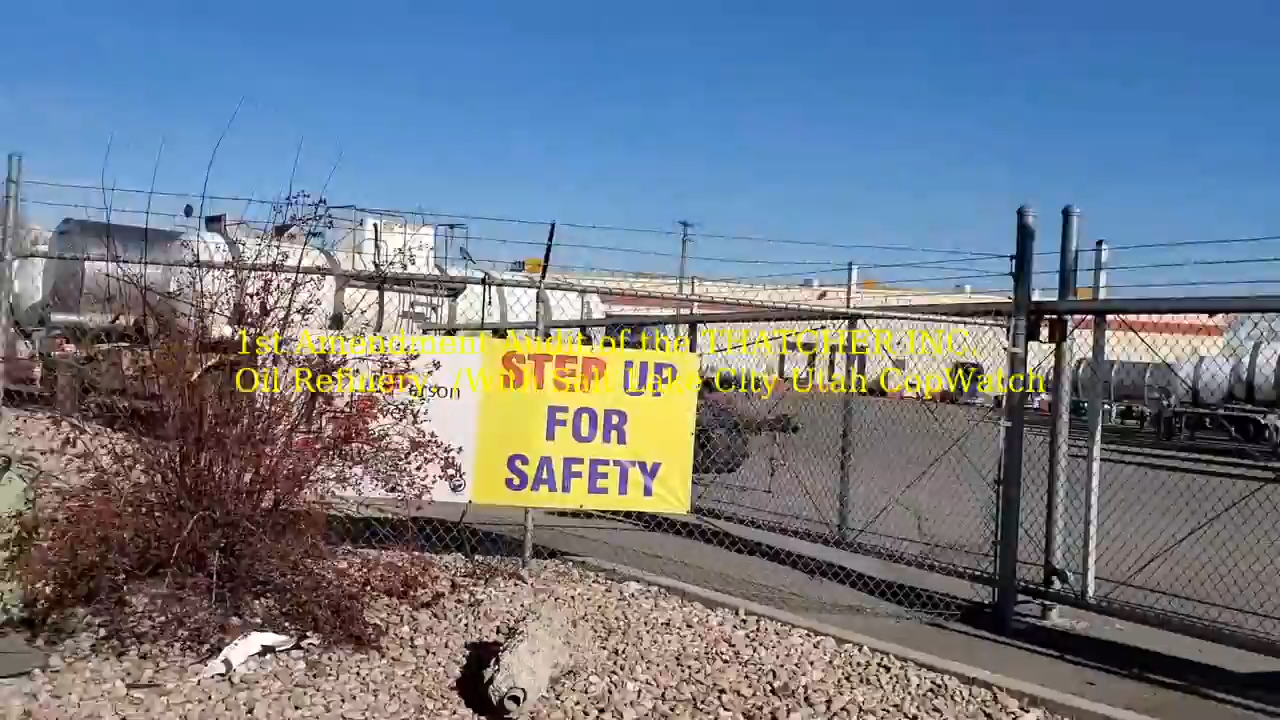 1st Amendment Audit of the THATCHER INC.
Oil Refinery. /With Salt Lake City Utah CopWatch
yson
STEP UP
FOR
SAFETY